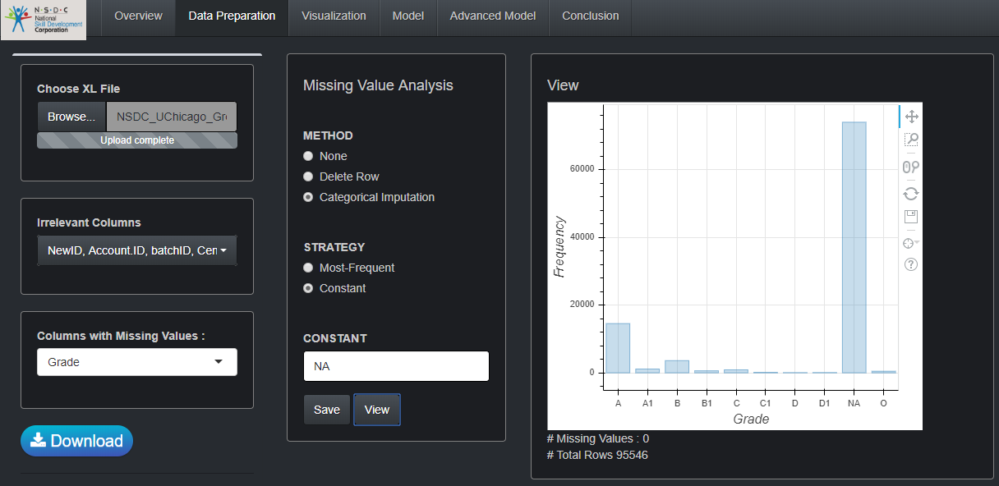 N·S·D·C
National
Skill Development
Corporation
Overview
Data Preparation
Visualization
Model
Advanced Model
Conclusion
Choose XL File
Browse...
NSDC_UChicago_Gr
Upload complete
Irrelevant Columns
NewID, Account.ID, batchID, Cen
Columns with Missing Values :
Grade
Download
Missing Value Analysis
METHOD
None
Delete Row
Categorical Imputation
STRATEGY
Most-Frequent
Constant
CONSTANT
NA
Save
View
View
60000
40000
20000
0
Frequency
A A1 B B1 C C1 D D1 NA O
Grade
# Missing Values : 0
# Total Rows 95546